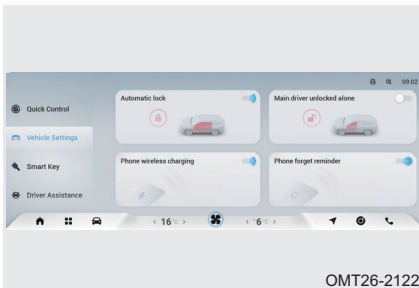 09:02
Quick Control
Automatic lock
Main driver unlocked alone
Vehicle Settings
Smart Key
Phone wireless charging
Phone forget reminder
Driver Assistance
‹ 16 °C ›
‹ 16 °C ›
OMT26-2122